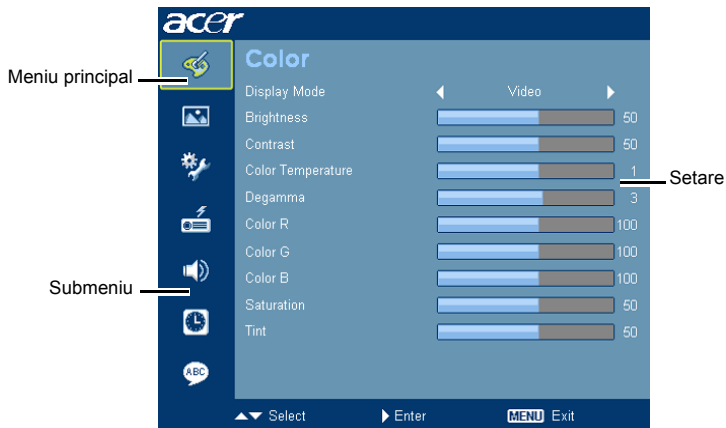 acer
Color
Meniu principal
Display Mode Video
Brightness 50
Contrast 50
Color Temperature 1
Setare
Degamma 3
Color R 100
Color G 100
Color B 100
Submeniu
Saturation 50
Tint 50
ABC
Select Enter MENU Exit